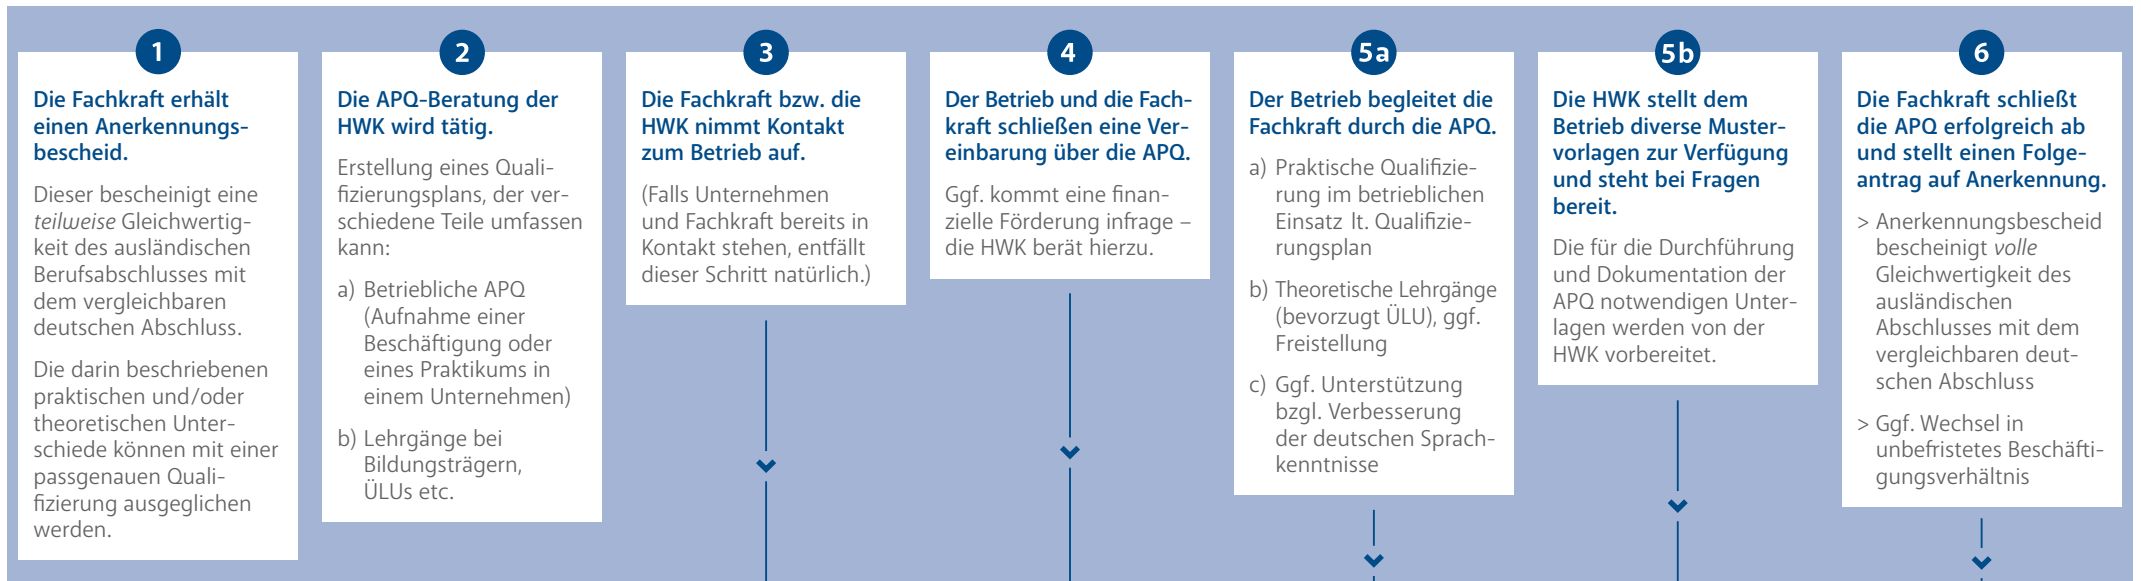 1
Die Fachkraft erhält
einen Anerkennungs-
bescheid.
Dieser bescheinigt eine
teilweise Gleichwertig-
keit des ausländischen
Berufsabschlusses mit
dem vergleichbaren
deutschen Abschluss.
Die darin beschriebenen
praktischen und/oder
theoretischen Unter-
schiede können mit einer
passgenauen Quali-
fizierung ausgeglichen
werden.
2
Die APQ-Beratung der
HWK wird tätig.
Erstellung eines Quali-
fizierungsplans, der ver-
schiedene Teile umfassen
kann:
a) Betriebliche APQ
(Aufnahme einer
Beschäftigung oder
eines Praktikums in
einem Unternehmen)
b) Lehrgänge bei
Bildungsträgern,
ÜLUs etc.
3
Die Fachkraft bzw. die
HWK nimmt Kontakt
zum Betrieb auf.
(Falls Unternehmen
und Fachkraft bereits in
Kontakt stehen, entfällt
dieser Schritt natürlich.)
4
Der Betrieb und die Fach-
kraft schließen eine Ver-
einbarung über die APQ.
Ggf. kommt eine finan-
zielle Förderung infrage –
die HWK berät hierzu.
5a
Der Betrieb begleitet die
Fachkraft durch die APQ.
a) Praktische Qualifizie-
rung im betrieblichen
Einsatz lt. Qualifizie-
rungsplan
b) Theoretische Lehrgänge
(bevorzugt ÜLU), ggf.
Freistellung
c) Ggf. Unterstützung
bzgl. Verbesserung
der deutschen Sprach-
kenntnisse
5b
Die HWK stellt dem
Betrieb diverse Muster-
vorlagen zur Verfügung
und steht bei Fragen
bereit.
Die für die Durchführung
und Dokumentation der
APQ notwendigen Unter-
lagen werden von der
HWK vorbereitet.
6
Die Fachkraft schließt
die APQ erfolgreich ab
und stellt einen Folge-
antrag auf Anerkennung.
> Anerkennungsbescheid
bescheinigt volle
Gleichwertigkeit des
ausländischen
Abschlusses mit dem
vergleichbaren deut-
schen Abschluss
> Ggf. Wechsel in
unbefristetes Beschäfti-
gungsverhältnis